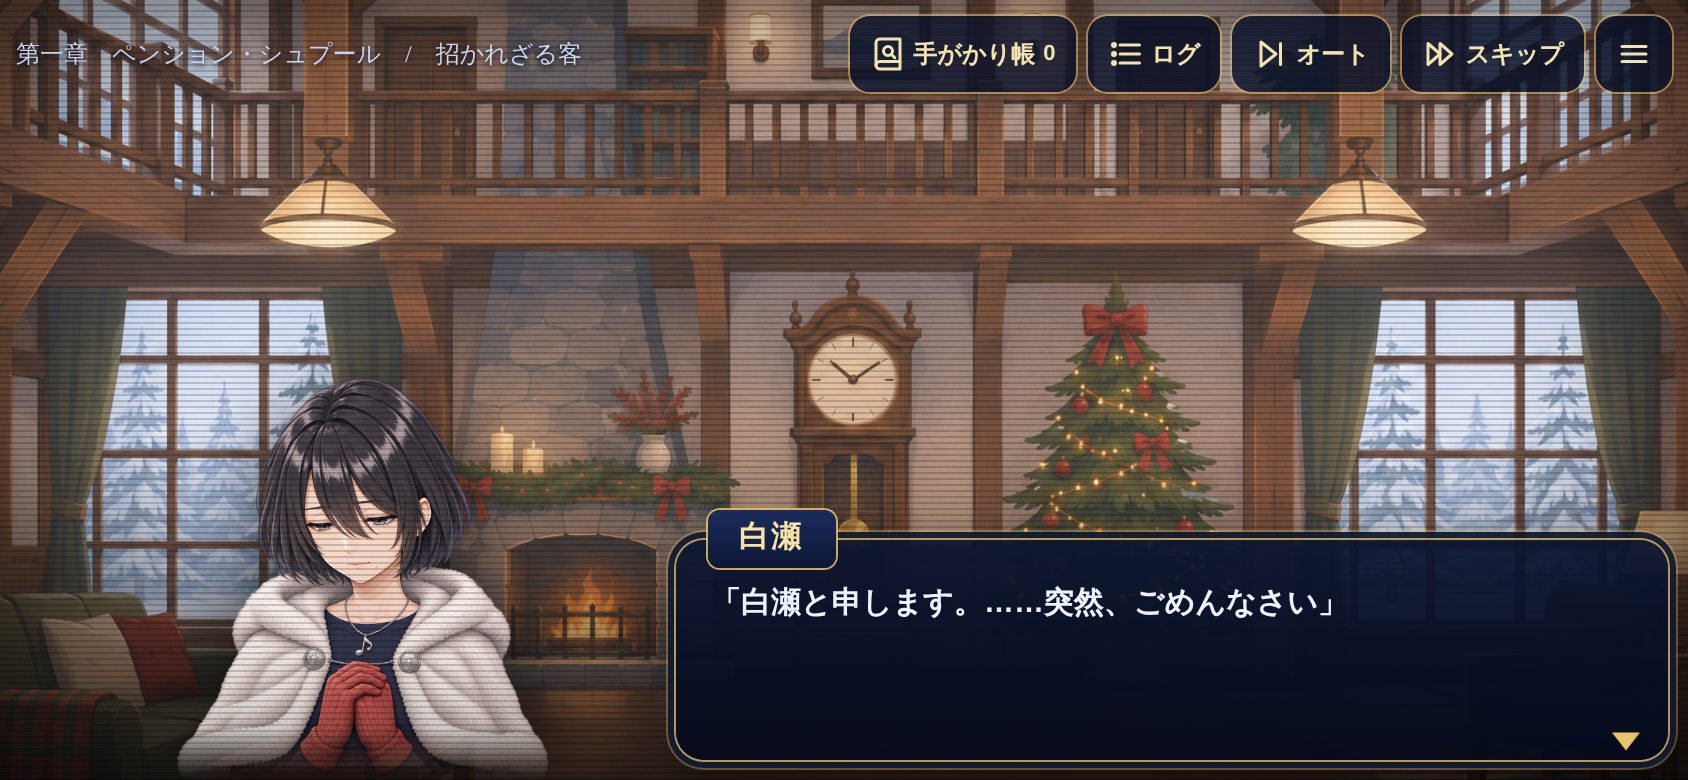 第一章　ペンション・シュプール　/　招かれざる客
手がかり帳 0
ログ
オート
スキップ
白瀬
「白瀬と申します。……突然、ごめんなさい」